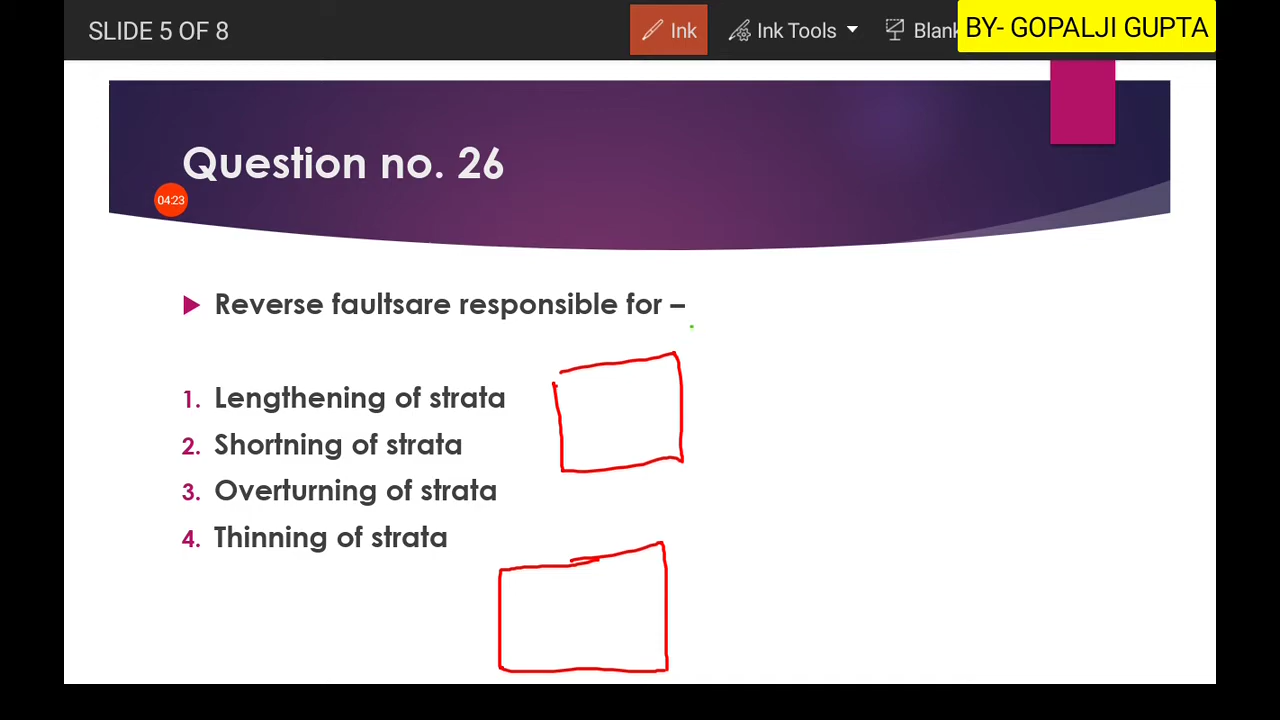 SLIDE 5 OF 8
Ink
Ink Tools
Blank
BY- GOPALJI GUPTA
Question no. 26
04:23
Reverse faultsare responsible for –
1. Lengthening of strata
2. Shortning of strata
3. Overturning of strata
4. Thinning of strata